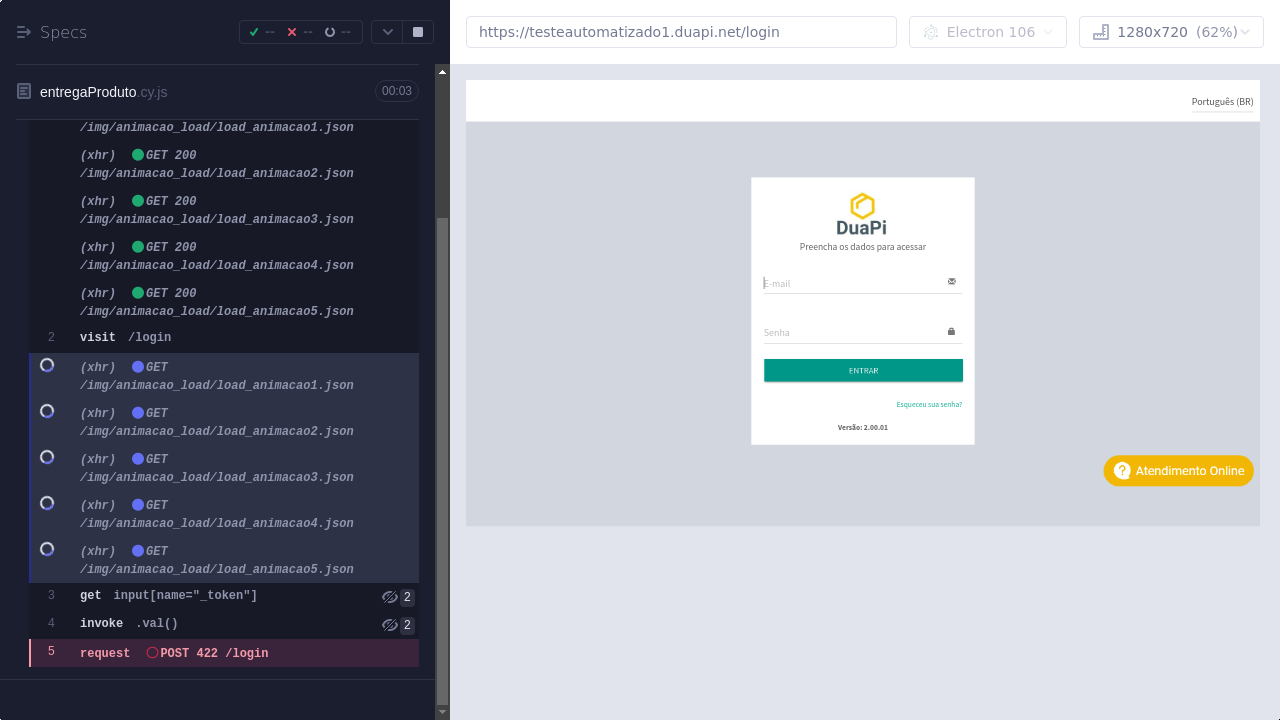 Specs
--
--
--
https://testeautomatizado1.duapi.net/login
Electron 106
1280x720 (62%)
entregaProduto.cy.js
00:03
/img/animacao_load/load_animacao1.json
(xhr) GET 200
/img/animacao_load/load_animacao2.json
(xhr) GET 200
/img/animacao_load/load_animacao3.json
(xhr) GET 200
/img/animacao_load/load_animacao4.json
(xhr) GET 200
/img/animacao_load/load_animacao5.json
2 visit /login
(xhr) GET
/img/animacao_load/load_animacao1.json
(xhr) GET
/img/animacao_load/load_animacao2.json
(xhr) GET
/img/animacao_load/load_animacao3.json
(xhr) GET
/img/animacao_load/load_animacao4.json
(xhr) GET
/img/animacao_load/load_animacao5.json
3 get input[name="_token"] 2
4 invoke .val() 2
5 request POST 422 /login
Português (BR)
DuaPi
Preencha os dados para acessar
E-mail
Senha
ENTRAR
Esqueceu sua senha?
Versão: 2.00.01
Atendimento Online